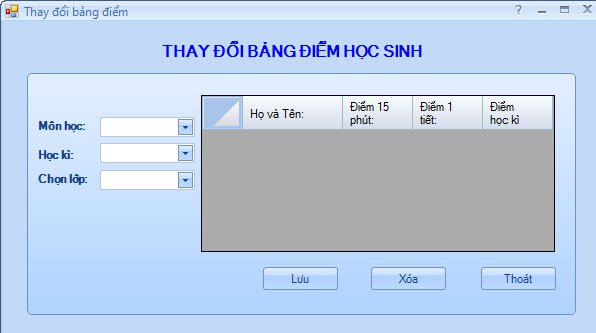 Thay đổi bảng điểm
THAY ĐỔI BẢNG ĐIỂM HỌC SINH
Môn học:
Học kì:
Chọn lớp:
Họ và Tên:
Điểm 15
phút:
Điểm 1
tiết:
Điểm
học kì
Lưu
Xóa
Thoát